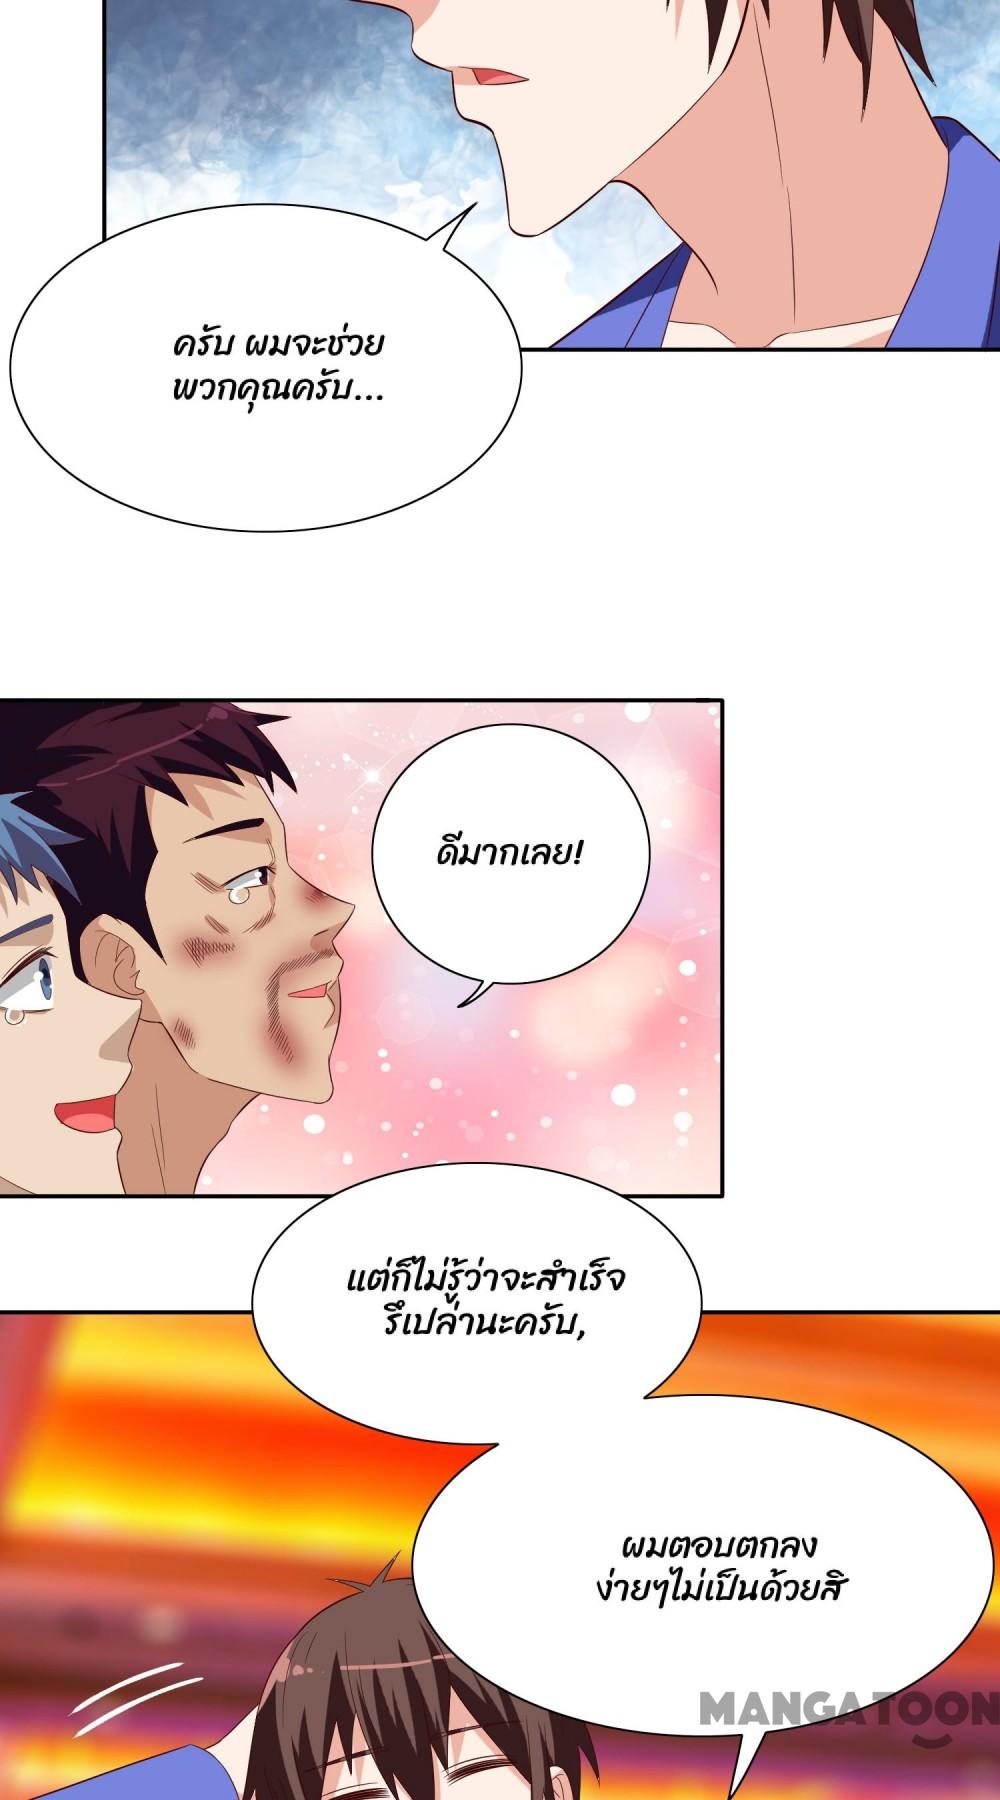 ครับ ผมจะช่วย
พวกคุณครับ...
ดีมากเลย!
แต่ก็ไม่รู้ว่าจะสำเร็จ
รึเปล่านะครับ,
ผมตอบตกลง
ง่ายๆไม่เป็นด้วยสิ
MANGATOON